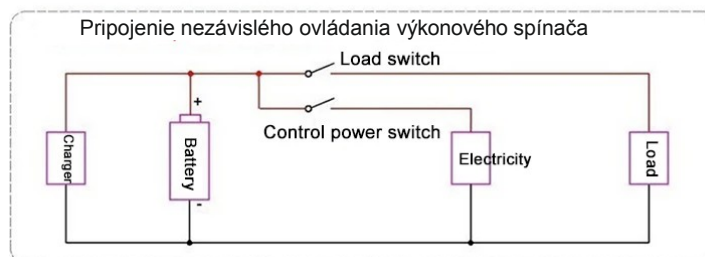 Pripojenie nezávislého ovládania výkonového spínača
Load switch
+
Control power switch
Charger
Battery
Electricity
Load
-